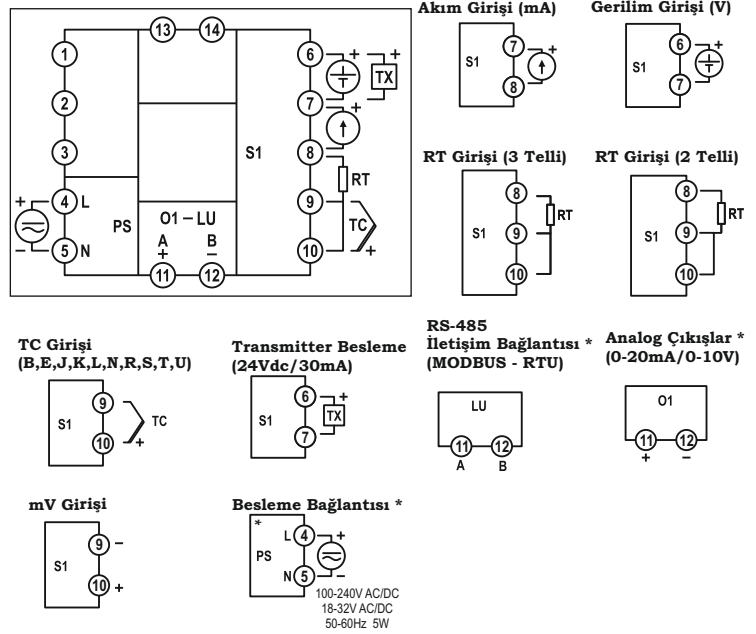 Akım Girişi (mA)
Gerilim Girişi (V)
13 14
1
2
3
4 L
5 N
+
−
PS
O1 – LU
A B
+ −
11 12
S1
6
7
8
9
10
+ +
TX
+
RT
TC
+
S1
7
8
+
S1
6
7
+
RT Girişi (3 Telli)
RT Girişi (2 Telli)
S1
8
9
10
RT
S1
8
9
10
RT
TC Girişi
(B,E,J,K,L,N,R,S,T,U)
Transmitter Besleme
(24Vdc/30mA)
RS-485
İletişim Bağlantısı *
(MODBUS - RTU)
Analog Çıkışlar *
(0-20mA/0-10V)
S1
9
10
TC
+
S1
6
7
+
TX
LU
11 12
A B
O1
11 12
+ −
mV Girişi
Besleme Bağlantısı *
S1
9 −
10 +
*
PS
L 4 +
N 5 −
100-240V AC/DC
18-32V AC/DC
50-60Hz 5W